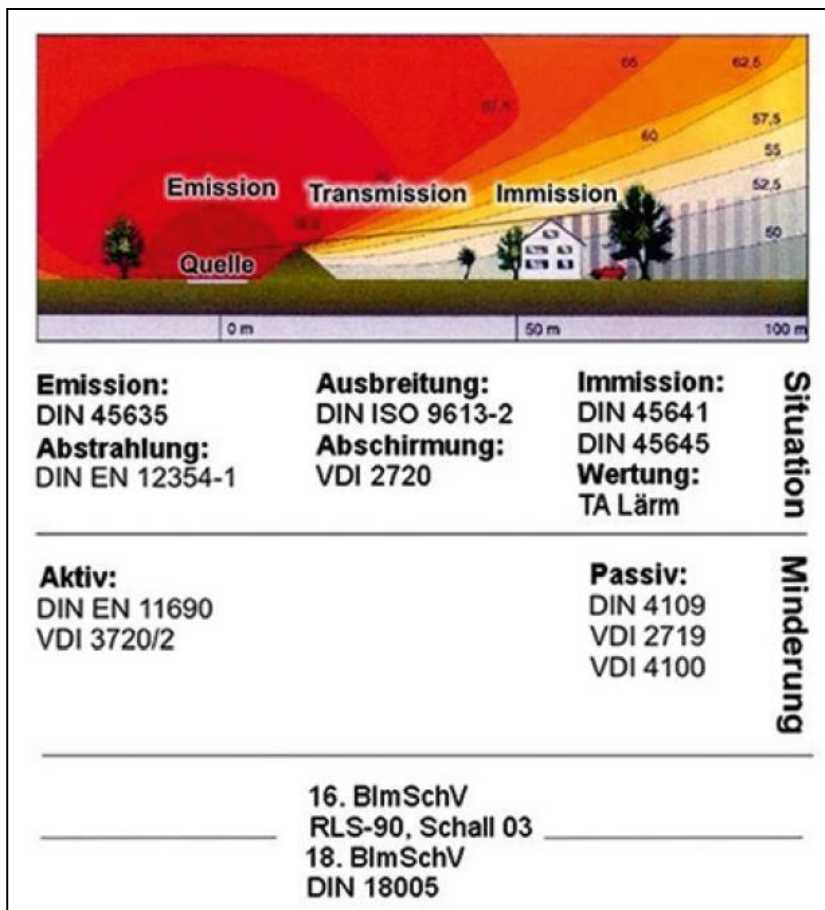 65
62,5
67,5
57,5
60
55
Emission Transmission Immission
52,5
50
Quelle
0 m 50 m 100 m
Emission:
DIN 45635
Abstrahlung:
DIN EN 12354-1
Ausbreitung:
DIN ISO 9613-2
Abschirmung:
VDI 2720
Immission:
DIN 45641
DIN 45645
Wertung:
TA Lärm
Situation
Aktiv:
DIN EN 11690
VDI 3720/2
Passiv:
DIN 4109
VDI 2719
VDI 4100
Minderung
16. BlmSchV
RLS-90, Schall 03
18. BlmSchV
DIN 18005